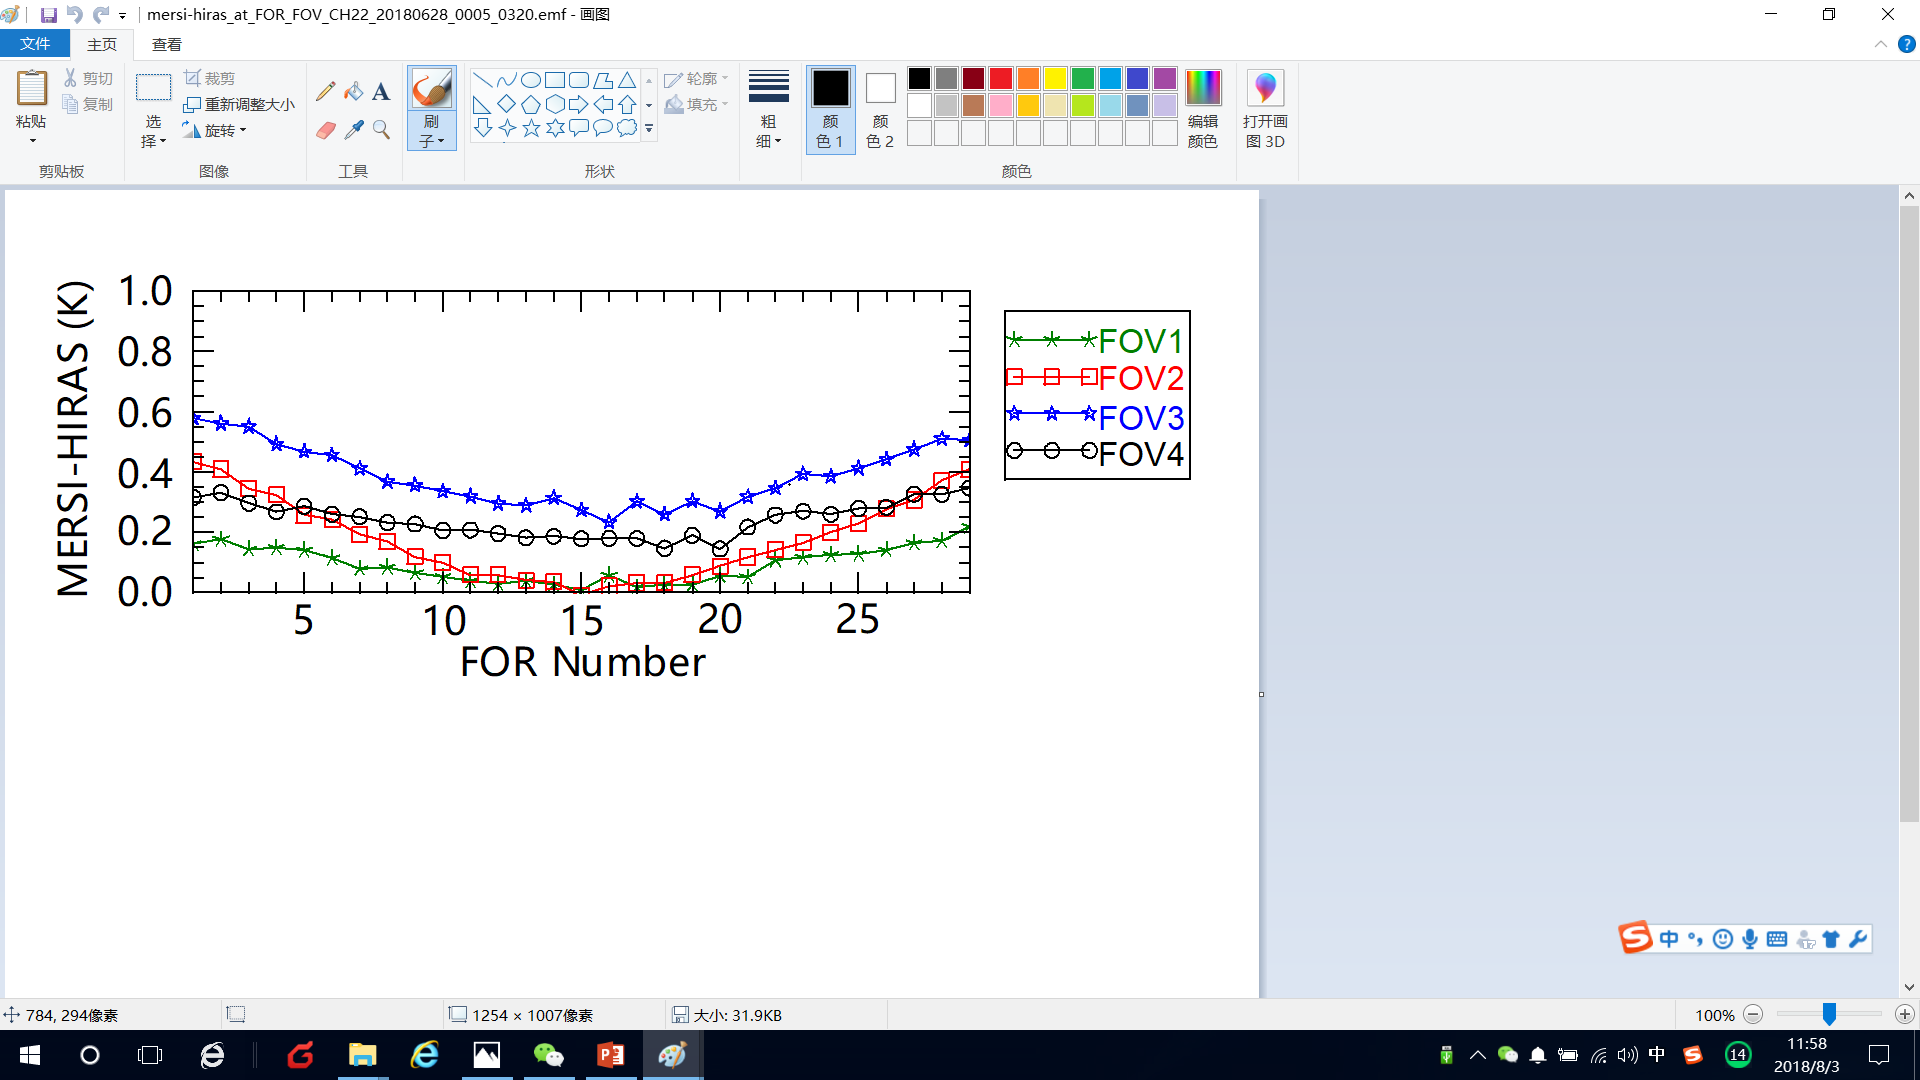 mersi-hiras_at_FOR_FOV_CH22_20180628_0005_0320.emf - 画图
文件 主页 查看
粘贴
剪切
复制
剪贴板
选择
裁剪
重新调整大小
旋转
图像
A
工具
刷子
形状
轮廓
填充
粗细
颜色 1
颜色 2
颜色
编辑颜色
打开画图 3D
MERSI-HIRAS (K)
1.0
0.8
0.6
0.4
0.2
0.0
5 10 15 20 25
FOR Number
FOV1
FOV2
FOV3
FOV4
S 中
784, 294像素
1254 × 1007像素
大小: 31.9KB
100%
中 S 14
11:58
2018/8/3